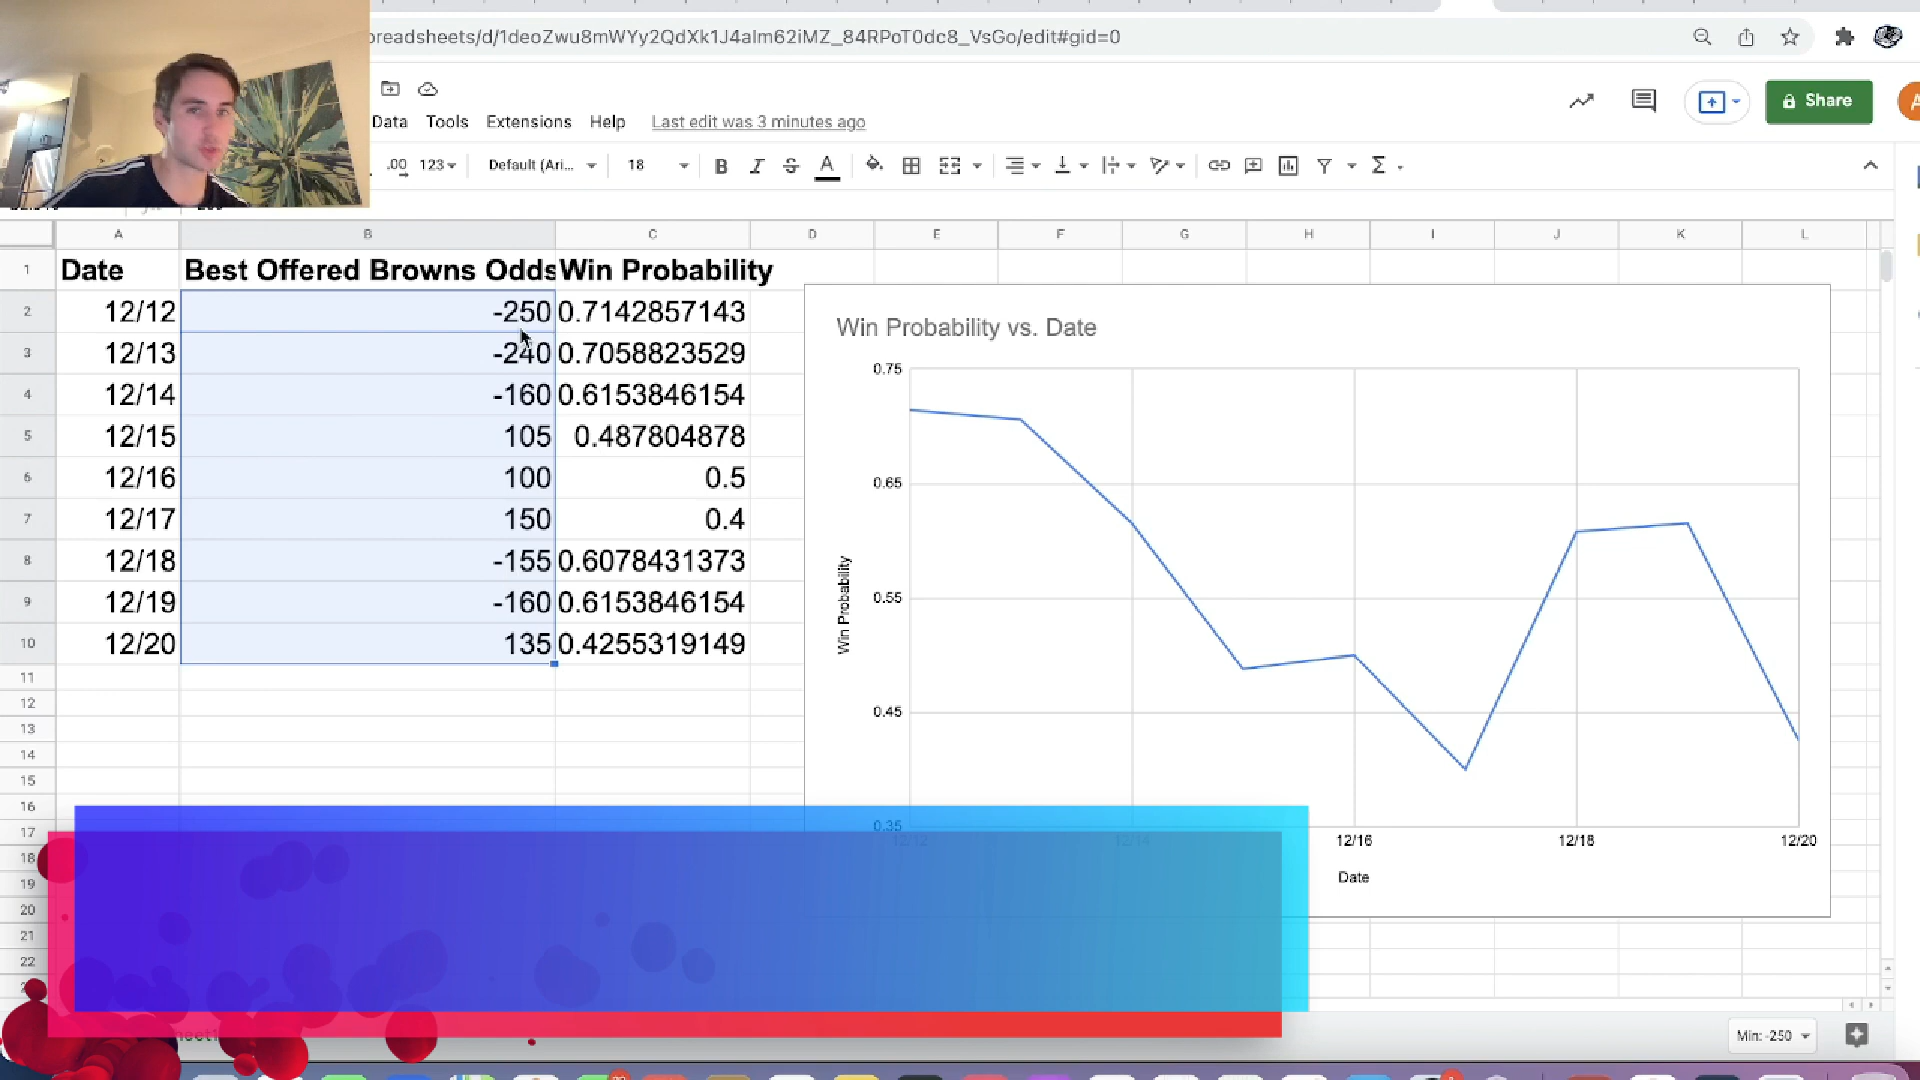 readsheets/d/1deoZwu8mWYy2QdXk1J4alm62iMZ_84RPoT0dc8_VsGo/edit#gid=0
Data Tools Extensions Help Last edit was 3 minutes ago
Share
.00 123 Default (Ari... 18 B I S A Σ
A B C D E F G H I J K L
1 Date Best Offered Browns Odds Win Probability
2 12/12 -250 0.7142857143
3 12/13 -240 0.7058823529
4 12/14 -160 0.6153846154
5 12/15 105 0.487804878
6 12/16 100 0.5
7 12/17 150 0.4
8 12/18 -155 0.6078431373
9 12/19 -160 0.6153846154
10 12/20 135 0.4255319149
11
12
13
14
15
16
17
18
19
20
21
22
Win Probability vs. Date
0.75
0.65
0.55
0.45
0.35
Win Probability
12/12 12/14 12/16 12/18 12/20
Date
Min: -250